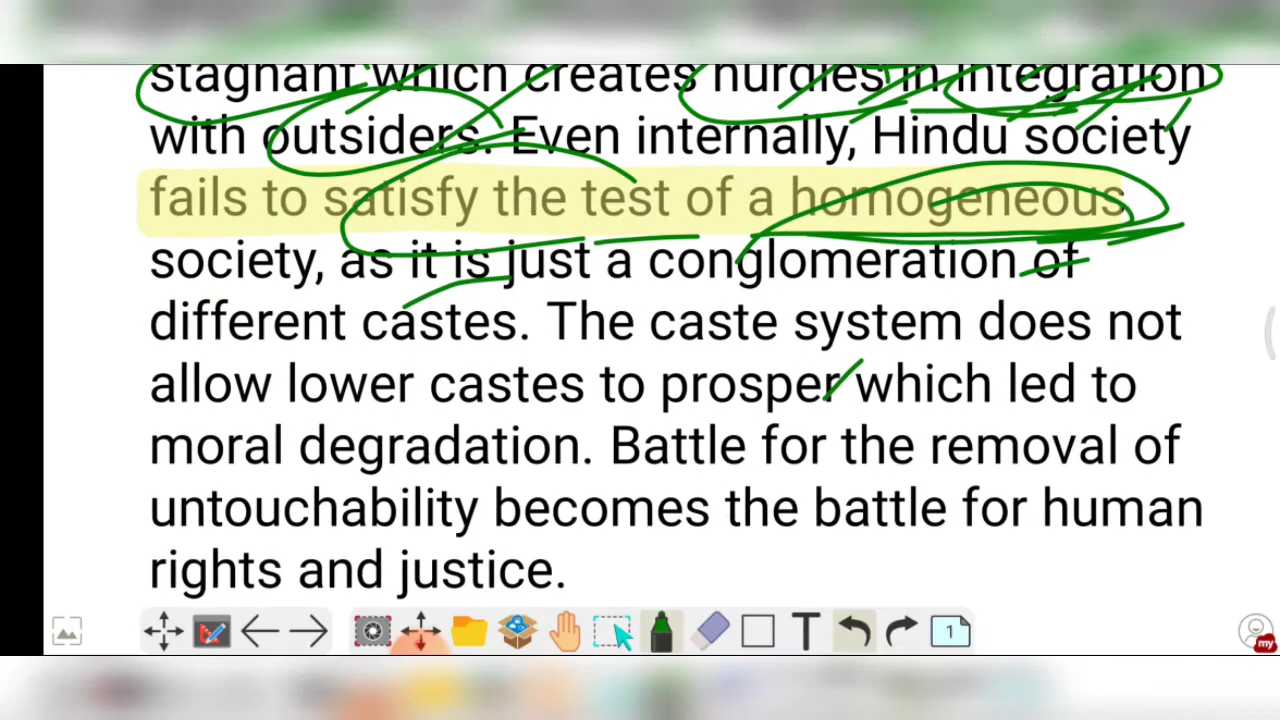 stagnant which creates hurdles in integration
with outsiders. Even internally, Hindu society
fails to satisfy the test of a homogeneous
society, as it is just a conglomeration of
different castes. The caste system does not
allow lower castes to prosper which led to
moral degradation. Battle for the removal of
untouchability becomes the battle for human
rights and justice.
T
1
my